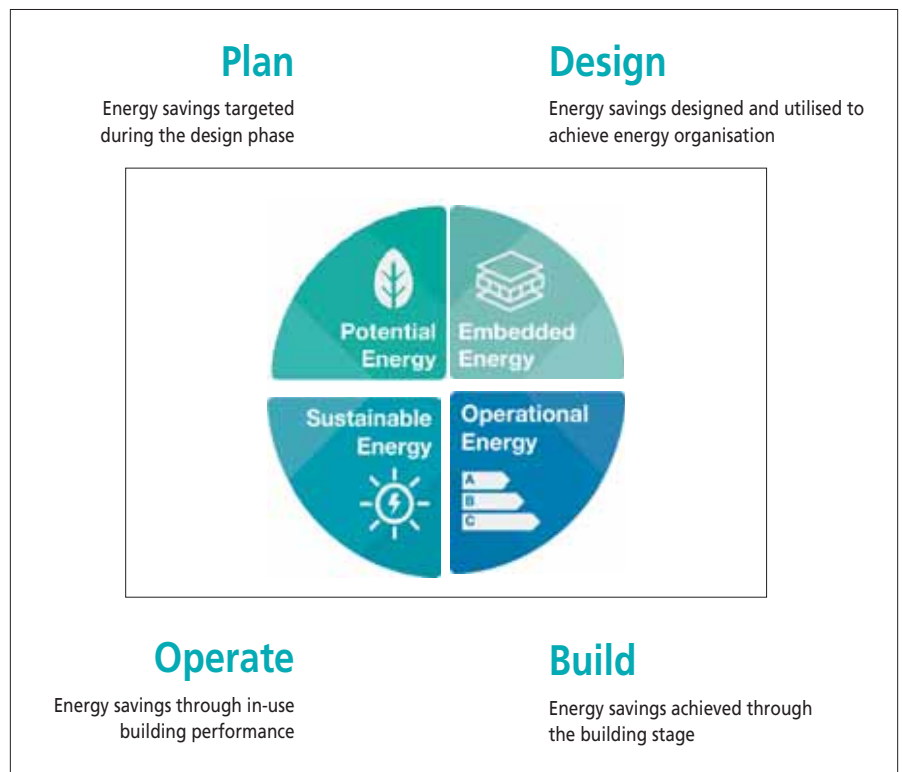 Plan
Energy savings targeted
during the design phase
Design
Energy savings designed and utilised to
achieve energy organisation
Potential
Energy
Embedded
Energy
Sustainable
Energy
Operational
Energy
A
B
C
Operate
Energy savings through in-use
building performance
Build
Energy savings achieved through
the building stage